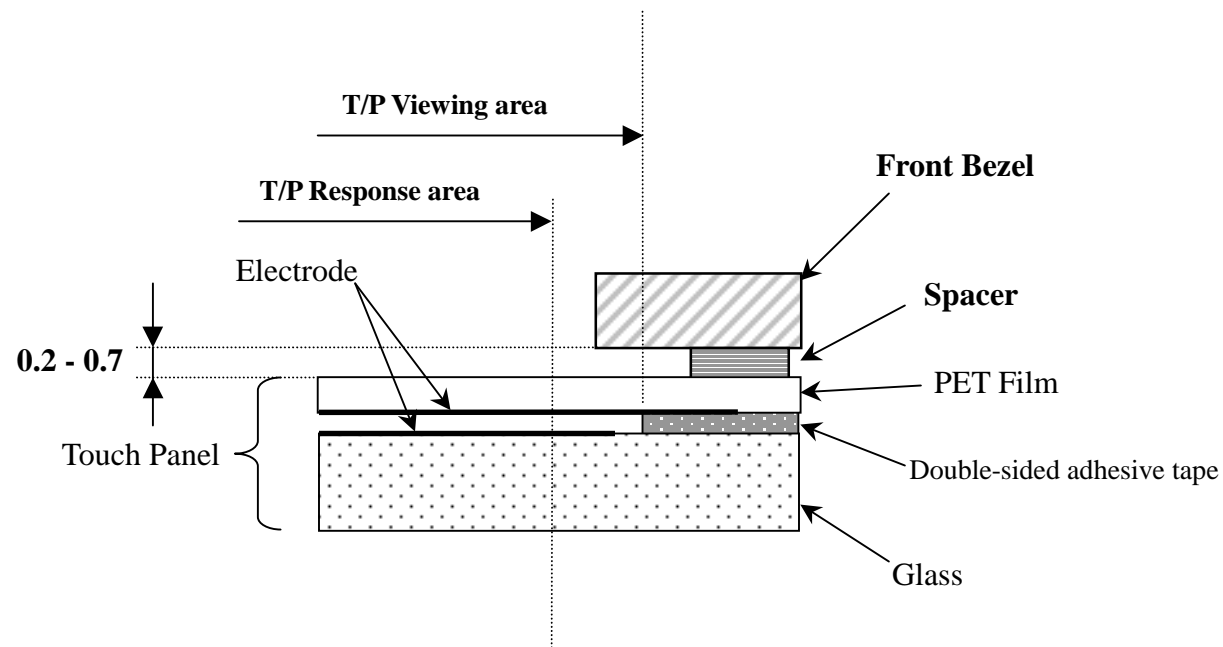 T/P Viewing area
Front Bezel
T/P Response area
Electrode
Spacer
0.2 - 0.7
PET Film
Touch Panel
Double-sided adhesive tape
Glass